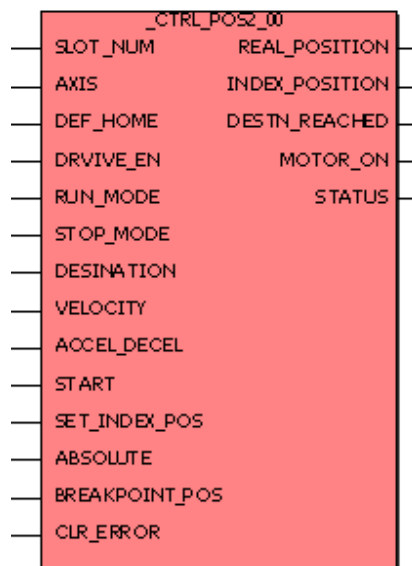 _CTRL_POS2_00
SLOT_NUM REAL_POSITION
AXIS INDEX_POSITION
DEF_HOME DESTN_REACHED
DRVIVE_EN MOTOR_ON
RUN_MODE STATUS
STOP_MODE
DESINATION
VELOCITY
ACCEL_DECEL
START
SET_INDEX_POS
ABSOLUTE
BREAKPOINT_POS
CLR_ERROR